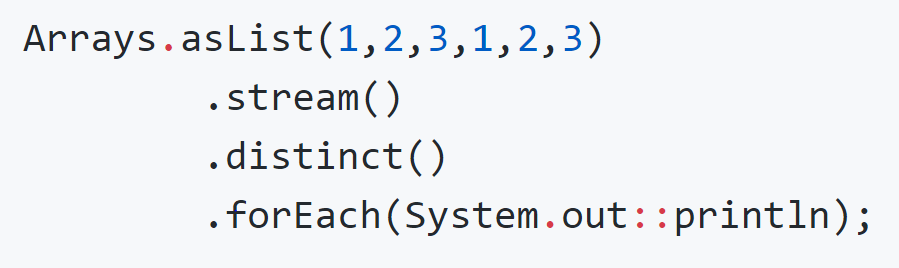 Arrays.asList(1,2,3,1,2,3)
.stream()
.distinct()
.forEach(System.out::println);